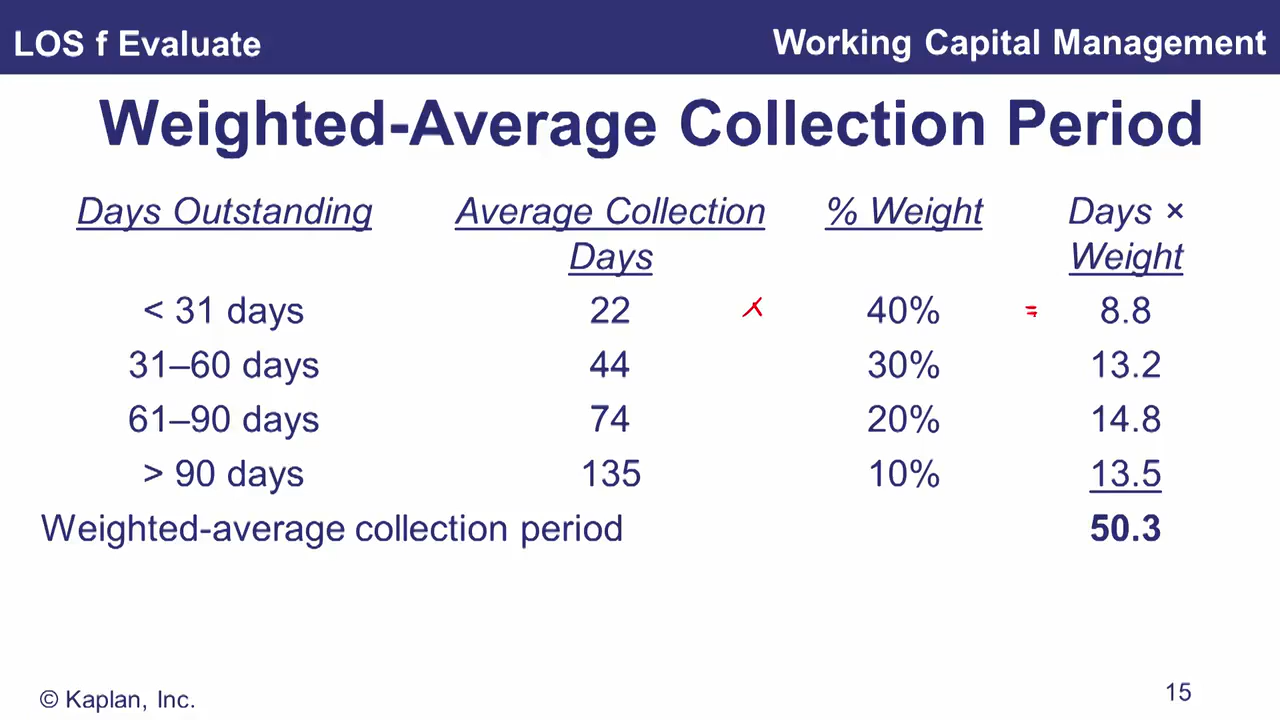 LOS f Evaluate Working Capital Management
Weighted-Average Collection Period
Days Outstanding Average Collection % Weight Days ×
Days Weight
< 31 days 22 × 40% = 8.8
31–60 days 44 30% 13.2
61–90 days 74 20% 14.8
> 90 days 135 10% 13.5
Weighted-average collection period 50.3
© Kaplan, Inc. 15